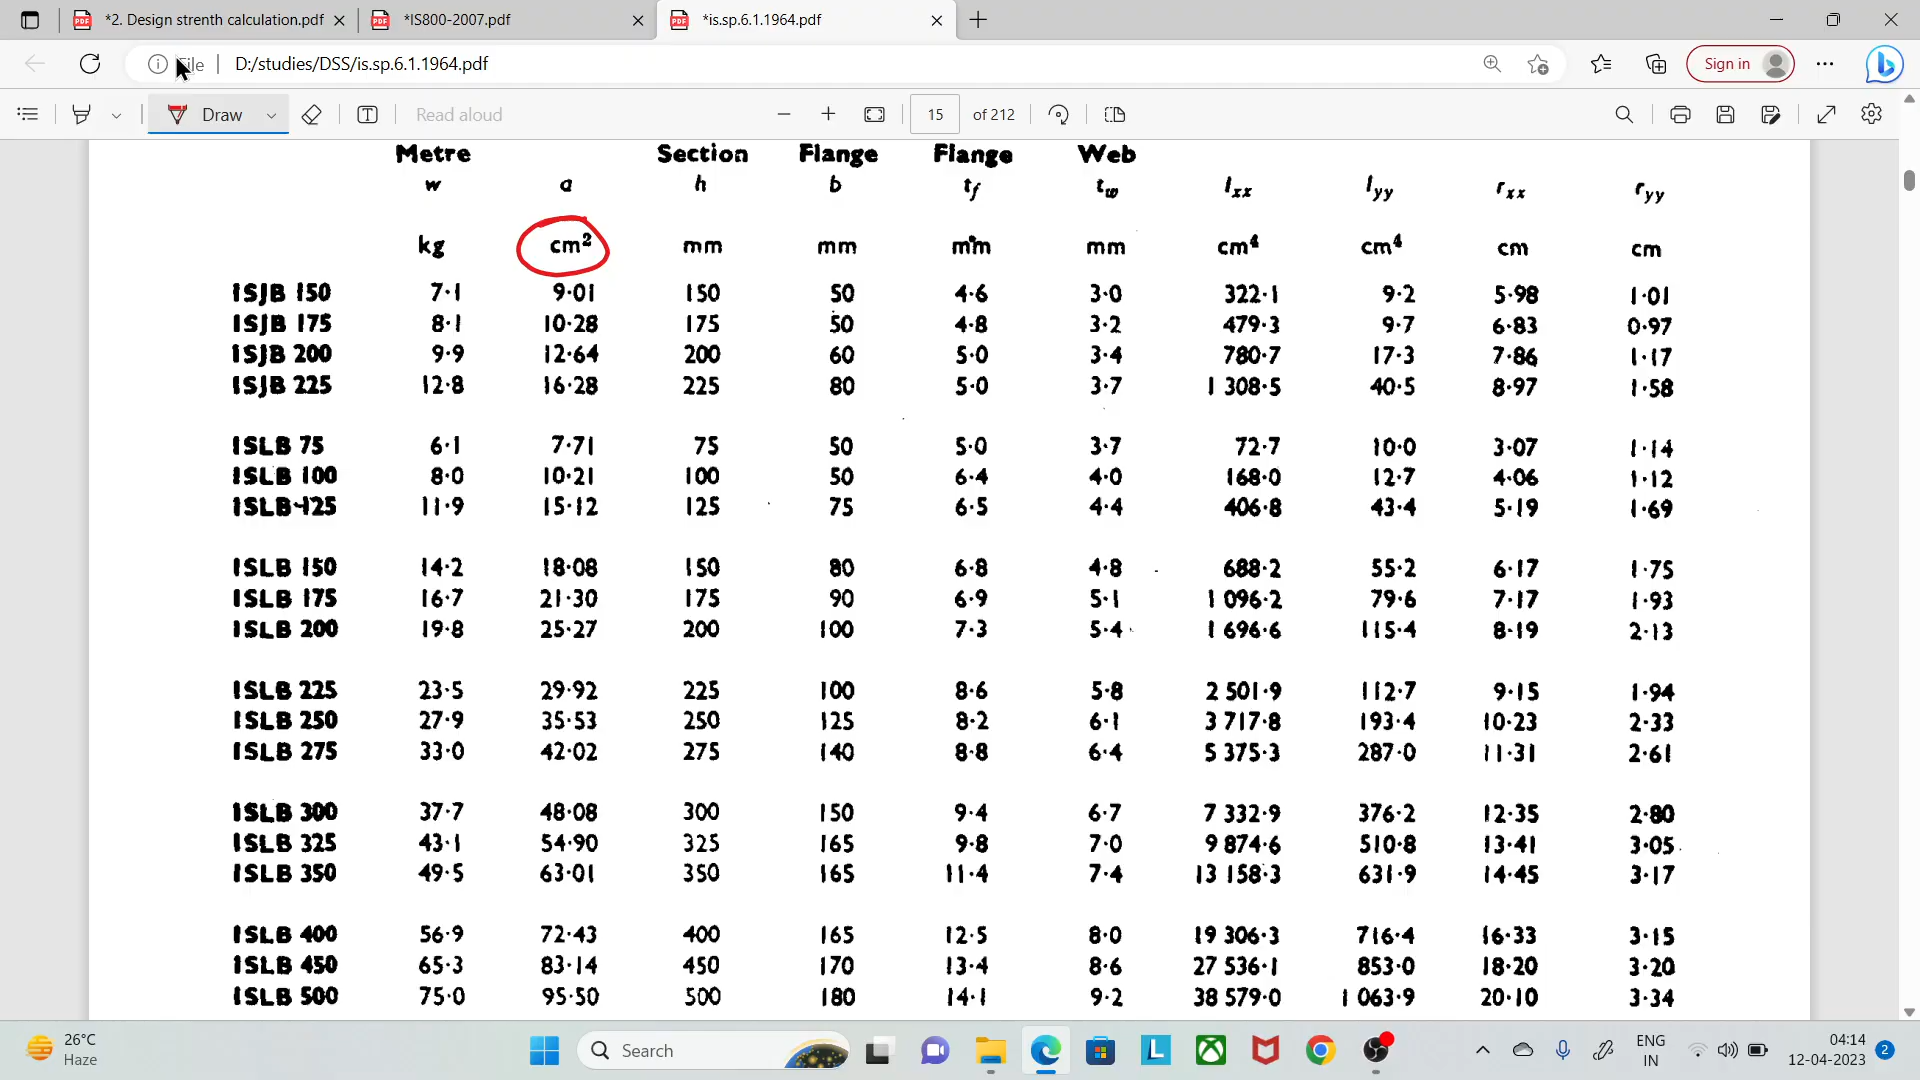 *2. Design strenth calculation.pdf
*IS800-2007.pdf
*is.sp.6.1.1964.pdf
File D:/studies/DSS/is.sp.6.1.1964.pdf
Sign in
Draw
Read aloud
15 of 212
Metre Section Flange Flange Web
w a h b tf tw Ixx Iyy rxx ryy
kg cm² mm mm mm mm cm⁴ cm⁴ cm cm
ISJB 150 7·1 9·01 150 50 4·6 3·0 322·1 9·2 5·98 1·01
ISJB 175 8·1 10·28 175 50 4·8 3·2 479·3 9·7 6·83 0·97
ISJB 200 9·9 12·64 200 60 5·0 3·4 780·7 17·3 7·86 1·17
ISJB 225 12·8 16·28 225 80 5·0 3·7 1 308·5 40·5 8·97 1·58
ISLB 75 6·1 7·71 75 50 5·0 3·7 72·7 10·0 3·07 1·14
ISLB 100 8·0 10·21 100 50 6·4 4·0 168·0 12·7 4·06 1·12
ISLB 125 11·9 15·12 125 75 6·5 4·4 406·8 43·4 5·19 1·69
ISLB 150 14·2 18·08 150 80 6·8 4·8 688·2 55·2 6·17 1·75
ISLB 175 16·7 21·30 175 90 6·9 5·1 1 096·2 79·6 7·17 1·93
ISLB 200 19·8 25·27 200 100 7·3 5·4 1 696·6 115·4 8·19 2·13
ISLB 225 23·5 29·92 225 100 8·6 5·8 2 501·9 112·7 9·15 1·94
ISLB 250 27·9 35·53 250 125 8·2 6·1 3 717·8 193·4 10·23 2·33
ISLB 275 33·0 42·02 275 140 8·8 6·4 5 375·3 287·0 11·31 2·61
ISLB 300 37·7 48·08 300 150 9·4 6·7 7 332·9 376·2 12·35 2·80
ISLB 325 43·1 54·90 325 165 9·8 7·0 9 874·6 510·8 13·41 3·05
ISLB 350 49·5 63·01 350 165 11·4 7·4 13 158·3 631·9 14·45 3·17
ISLB 400 56·9 72·43 400 165 12·5 8·0 19 306·3 716·4 16·33 3·15
ISLB 450 65·3 83·14 450 170 13·4 8·6 27 536·1 853·0 18·20 3·20
ISLB 500 75·0 95·50 500 180 14·1 9·2 38 579·0 1 063·9 20·10 3·34
26°C
Haze
Search
ENG
IN
04:14
12-04-2023
2